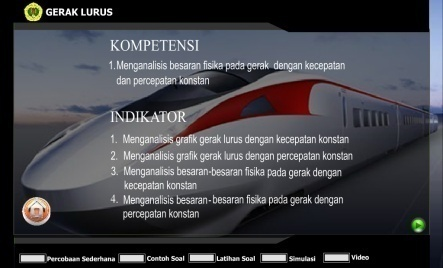 GERAK LURUS
KOMPETENSI
1.Menganalisis besaran fisika pada gerak dengan kecepatan
dan percepatan konstan
INDIKATOR
1. Menganalisis grafik gerak lurus dengan kecepatan konstan
2. Menganalisis grafik gerak lurus dengan percepatan konstan
3. Menganalisis besaran-besaran fisika pada gerak dengan
kecepatan konstan
4. Menganalisis besaran-besaran fisika pada gerak dengan
percepatan konstan
Percobaan Sederhana Contoh Soal Latihan Soal Simulasi Video